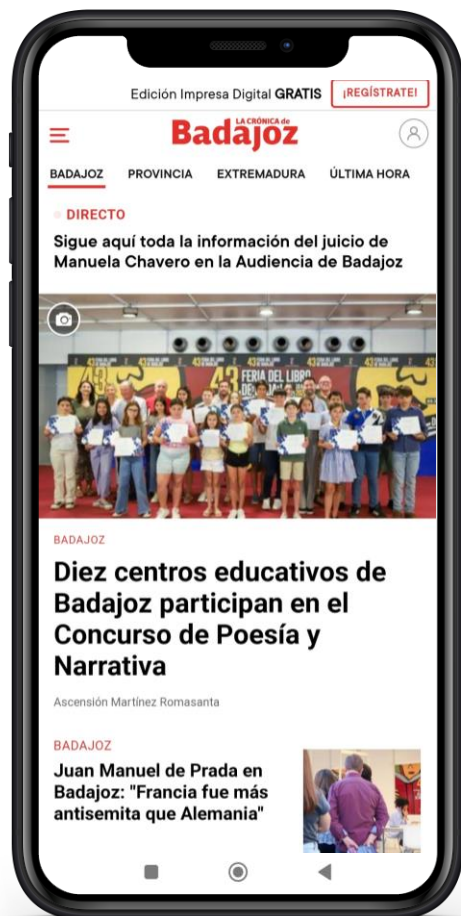 Edición Impresa Digital GRATIS ¡REGÍSTRATE!
LA CRÓNICA de
Badajoz
BADAJOZ PROVINCIA EXTREMADURA ÚLTIMA HORA
DIRECTO
Sigue aquí toda la información del juicio de
Manuela Chavero en la Audiencia de Badajoz
43 FERIA DEL LIBRO
BADAJOZ
Diez centros educativos de
Badajoz participan en el
Concurso de Poesía y
Narrativa
Ascensión Martínez Romasanta
BADAJOZ
Juan Manuel de Prada en
Badajoz: "Francia fue más
antisemita que Alemania"